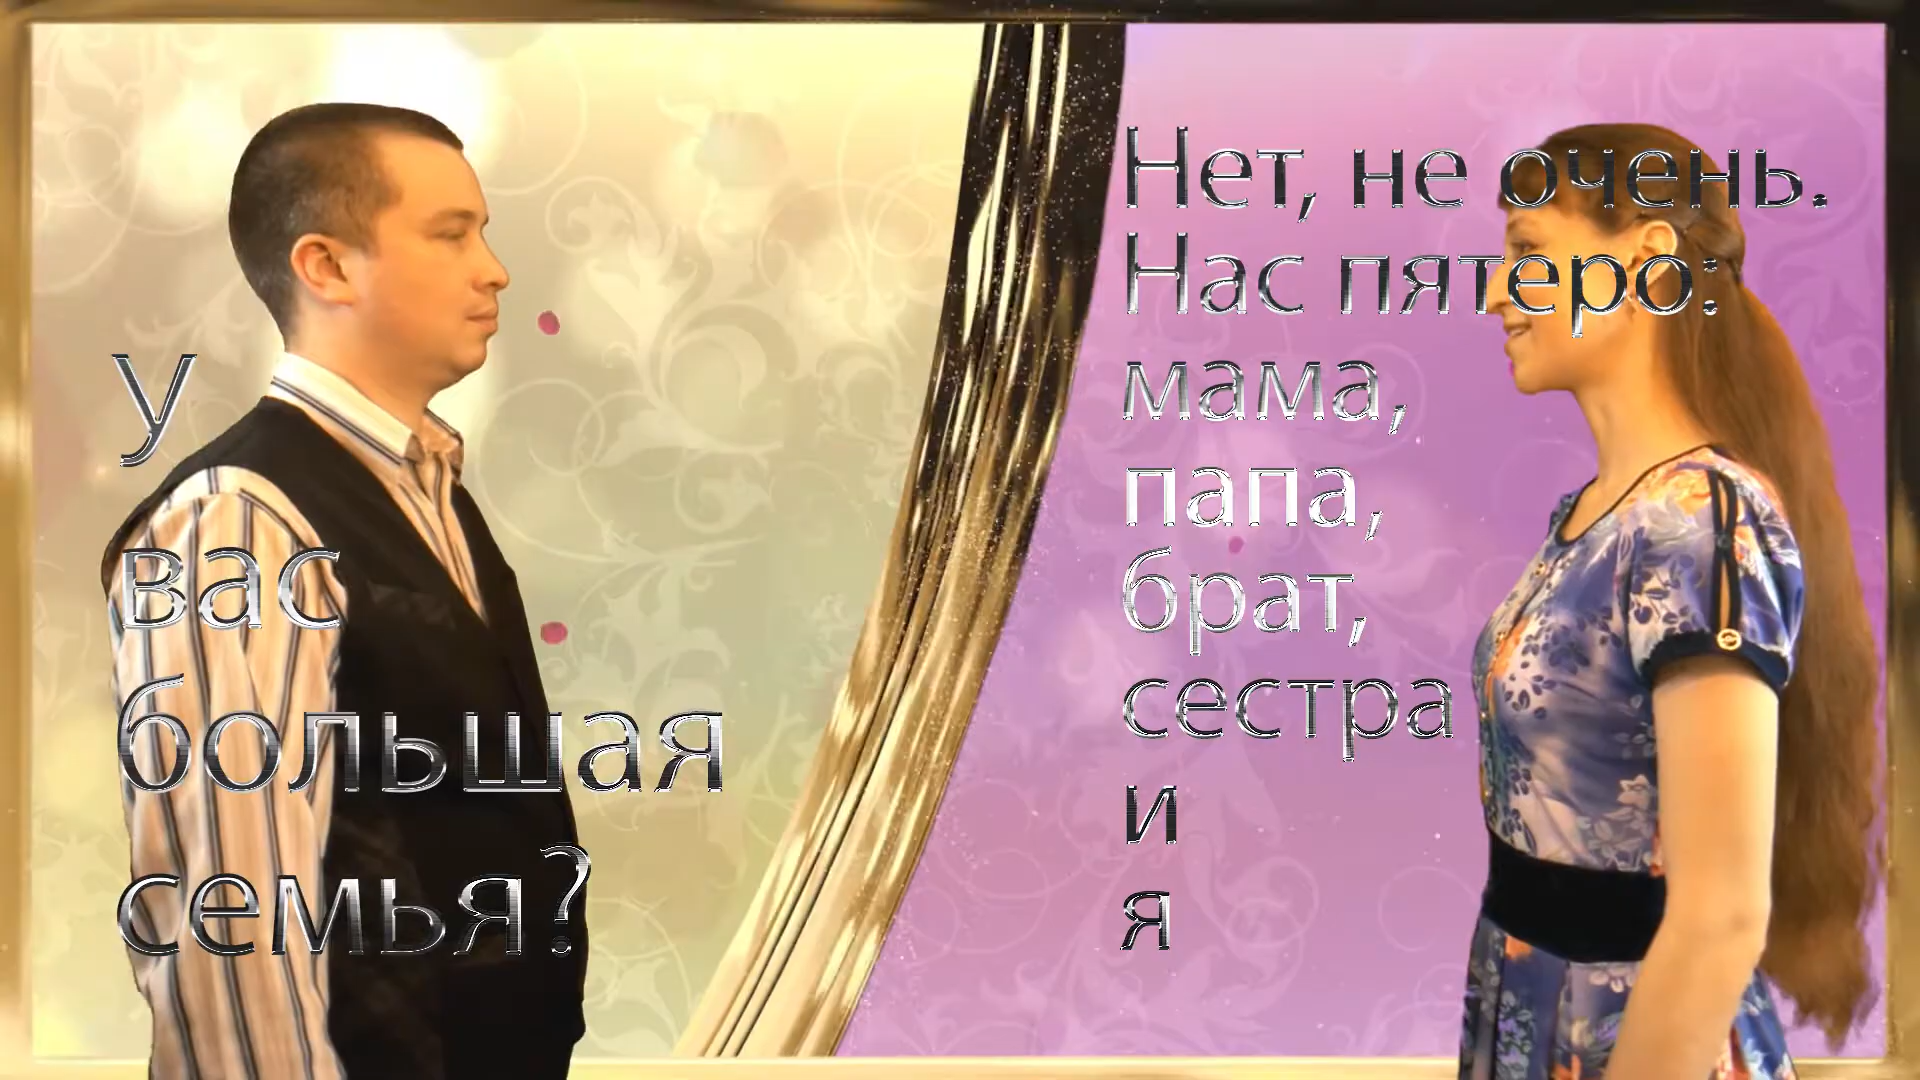 у
вас
большая
семья?
Нет, не очень.
Нас пятеро:
мама,
папа,
брат,
сестра
и
я